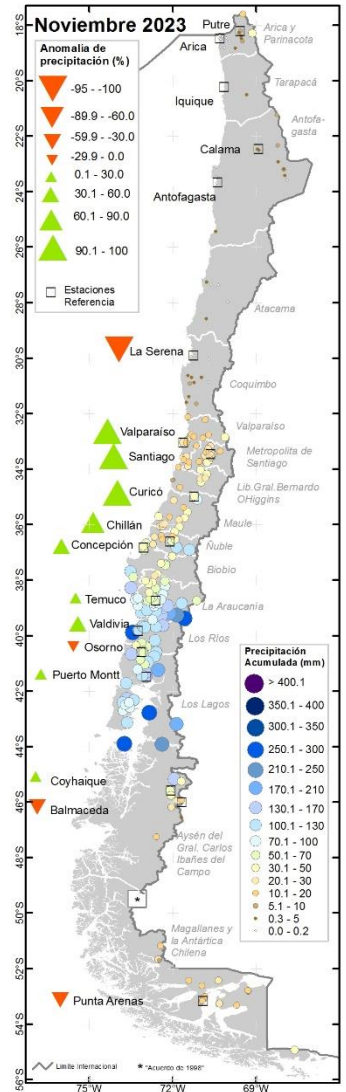 Noviembre 2023
Anomalia de
precipitación (%)
-95 - -100
-89.9 - -60.0
-59.9 - -30.0
-29.9 - 0.0
0.1 - 30.0
30.1 - 60.0
60.1 - 90.0
90.1 - 100
Estaciones
Referencia
18°S
20°S
22°S
24°S
26°S
28°S
30°S
32°S
34°S
36°S
38°S
40°S
42°S
44°S
46°S
48°S
50°S
52°S
54°S
56°S
Putre
Arica
Iquique
Calama
Antofagasta
La Serena
Valparaíso
Santiago
Curicó
Chillán
Concepción
Temuco
Valdivia
Osorno
Puerto Montt
Coyhaique
Balmaceda
Punta Arenas
Arica y
Parinacota
Tarapacá
Antofa-
gasta
Atacama
Coquimbo
Valparaíso
Metropolita de
Santiago
Lib.Gral.Bernardo
OHiggins
Maule
Ñuble
Biobio
La Araucanía
Los Ríos
Los Lagos
Aysén del
Gral. Carlos
Ibañes del
Campo
Magallanes y
la Antártica
Chilena
Precipitación
Acumulada (mm)
> 400.1
350.1 - 400
300.1 - 350
250.1 - 300
210.1 - 250
170.1 - 210
130.1 - 170
100.1 - 130
70.1 - 100
50.1 - 70
30.1 - 50
20.1 - 30
10.1 - 20
5.1 - 10
0.3 - 5
0.0 - 0.2
*
Límite internacional
* "Acuerdo de 1998"
75°W
72°W
69°W